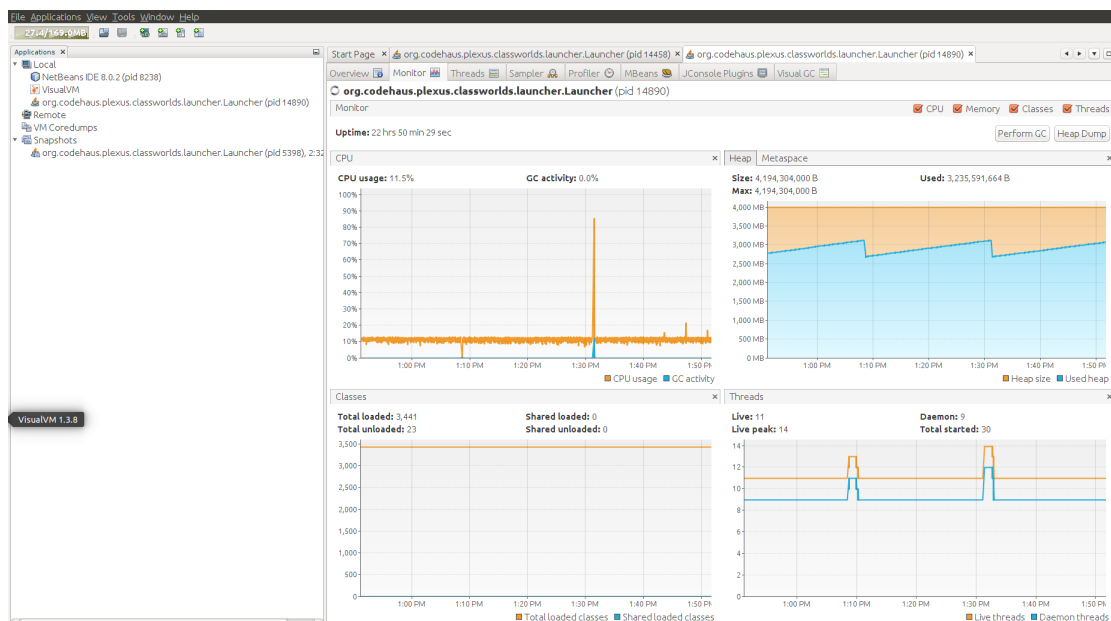 File Applications View Tools Window Help
27.4/169.0MB
Applications ×
Local
NetBeans IDE 8.0.2 (pid 8238)
VisualVM
org.codehaus.plexus.classworlds.launcher.Launcher (pid 14890)
Remote
VM Coredumps
Snapshots
org.codehaus.plexus.classworlds.launcher.Launcher (pid 5398), 2:32
VisualVM 1.3.8
Start Page × org.codehaus.plexus.classworlds.launcher.Launcher (pid 14458) × org.codehaus.plexus.classworlds.launcher.Launcher (pid 14890) ×
Overview Monitor Threads Sampler Profiler MBeans JConsole Plugins Visual GC
org.codehaus.plexus.classworlds.launcher.Launcher (pid 14890)
Monitor CPU Memory Classes Threads
Uptime: 22 hrs 50 min 29 sec Perform GC Heap Dump
CPU ×
CPU usage: 11.5% GC activity: 0.0%
100%
90%
80%
70%
60%
50%
40%
30%
20%
10%
0%
1:00 PM 1:10 PM 1:20 PM 1:30 PM 1:40 PM 1:50 PM
CPU usage GC activity
Heap Metaspace ×
Size: 4,194,304,000 B Used: 3,235,591,664 B
Max: 4,194,304,000 B
4,000 MB
3,500 MB
3,000 MB
2,500 MB
2,000 MB
1,500 MB
1,000 MB
500 MB
0 MB
1:00 PM 1:10 PM 1:20 PM 1:30 PM 1:40 PM 1:50 PM
Heap size Used heap
Classes ×
Total loaded: 3,441 Shared loaded: 0
Total unloaded: 23 Shared unloaded: 0
3,500
3,000
2,500
2,000
1,500
1,000
500
0
1:00 PM 1:10 PM 1:20 PM 1:30 PM 1:40 PM 1:50 PM
Total loaded classes Shared loaded classes
Threads ×
Live: 11 Daemon: 9
Live peak: 14 Total started: 30
14
12
10
8
6
4
2
0
1:00 PM 1:10 PM 1:20 PM 1:30 PM 1:40 PM 1:50 PM
Live threads Daemon threads